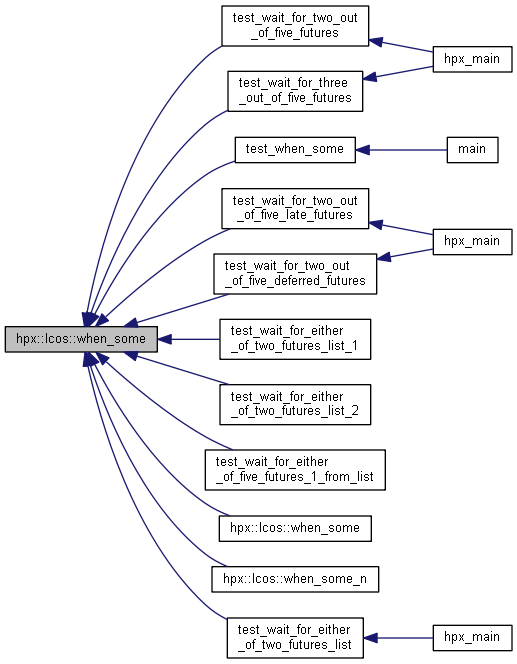 test_wait_for_two_out
_of_five_futures
hpx_main
test_wait_for_three
_out_of_five_futures
test_when_some
main
test_wait_for_two_out
_of_five_late_futures
hpx_main
test_wait_for_two_out
_of_five_deferred_futures
hpx::lcos::when_some
test_wait_for_either
_of_two_futures_list_1
test_wait_for_either
_of_two_futures_list_2
test_wait_for_either
_of_five_futures_1_from_list
hpx::lcos::when_some
hpx::lcos::when_some_n
test_wait_for_either
_of_two_futures_list
hpx_main